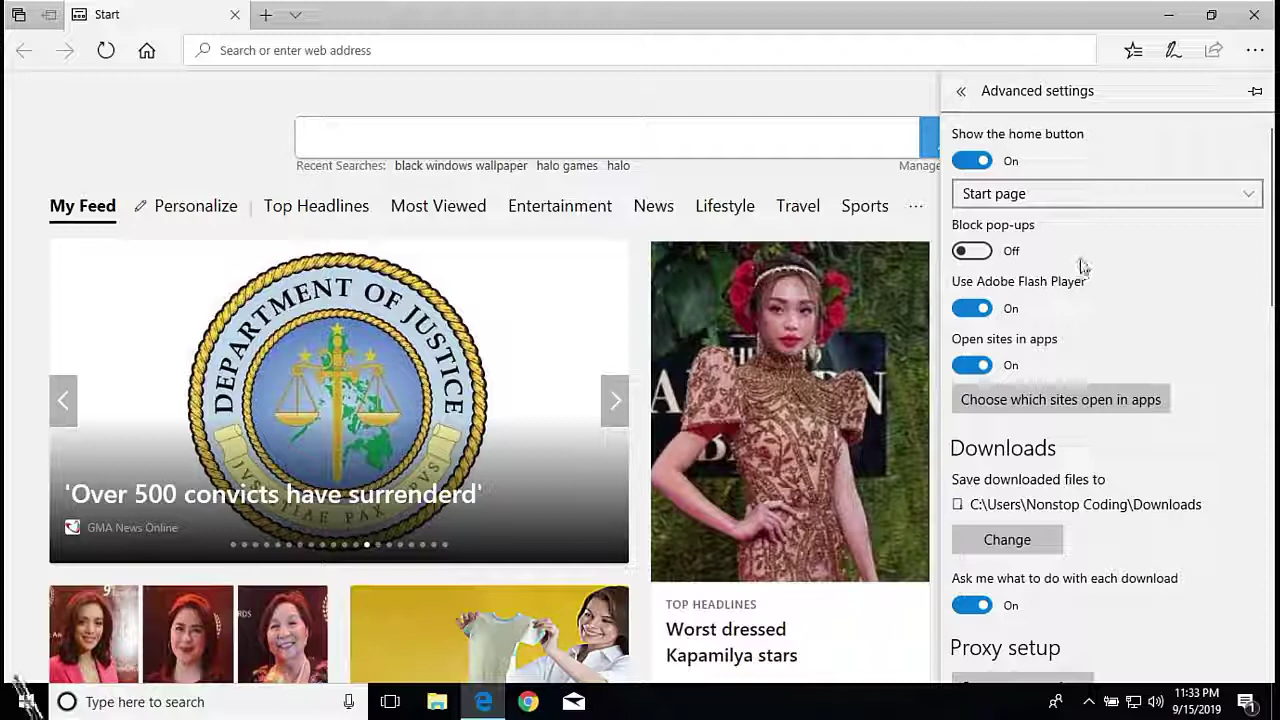 Start
Search or enter web address
Advanced settings
Show the home button
On
Start page
Block pop-ups
Off
Use Adobe Flash Player
On
Open sites in apps
On
Choose which sites open in apps
Downloads
Save downloaded files to
C:\Users\Nonstop Coding\Downloads
Change
Ask me what to do with each download
On
Proxy setup
Recent Searches: black windows wallpaper halo games halo
Manage
My Feed Personalize Top Headlines Most Viewed Entertainment News Lifestyle Travel Sports ...
DEPARTMENT OF JUSTICE
'Over 500 convicts have surrenderd'
GMA News Online
TOP HEADLINES
Worst dressed
Kapamilya stars
Type here to search
11:33 PM
9/15/2019
1